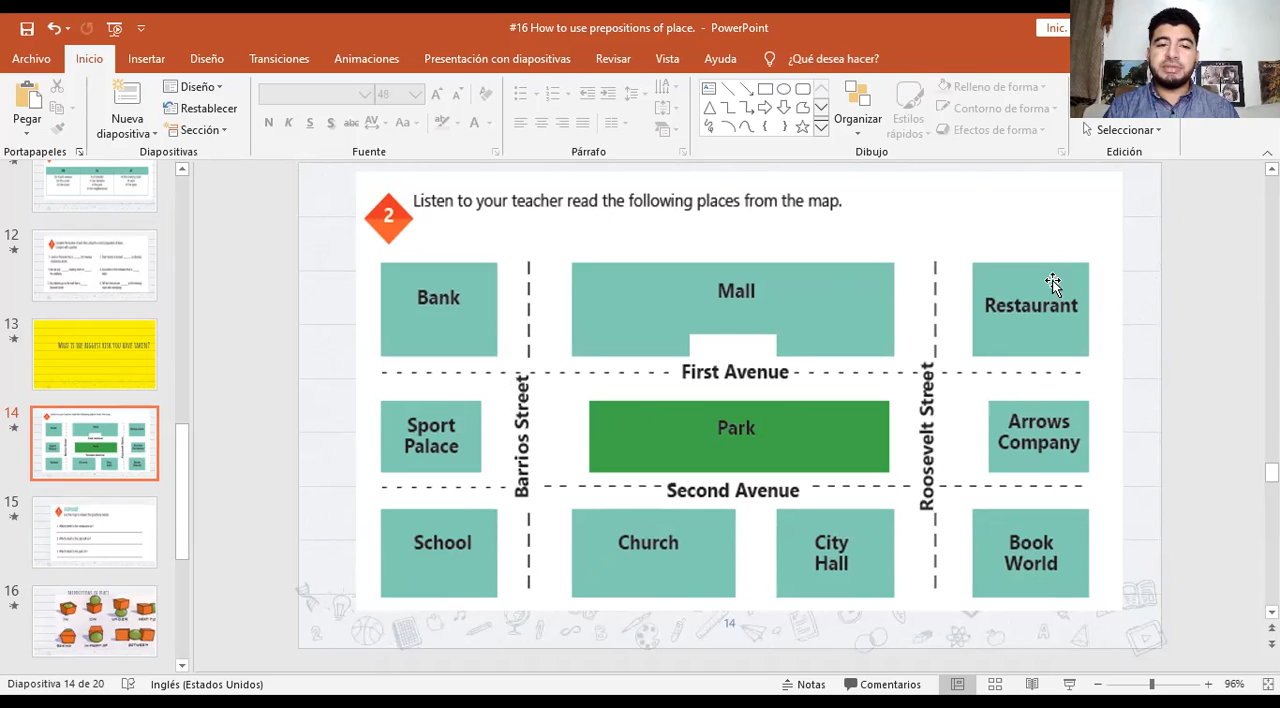 #16 How to use prepositions of place. - PowerPoint
Inic.
Archivo Inicio Insertar Diseño Transiciones Animaciones Presentación con diapositivas Revisar Vista Ayuda ¿Qué desea hacer?
Pegar
Nueva
diapositiva
Diseño
Restablecer
Sección
48
N K S S abc AV Aa A
Organizar
Estilos
rápidos
Relleno de forma
Contorno de forma
Efectos de forma
Seleccionar
Portapapeles Diapositivas Fuente Párrafo Dibujo Edición
12
13
What is the biggest risk you have taken?
14
15
16
2
Listen to your teacher read the following places from the map.
Bank
Mall
Restaurant
First Avenue
Sport
Palace
Barrios Street
Park
Roosevelt Street
Arrows
Company
Second Avenue
School
Church
City
Hall
Book
World
14
Diapositiva 14 de 20 Inglés (Estados Unidos) Notas Comentarios 96%